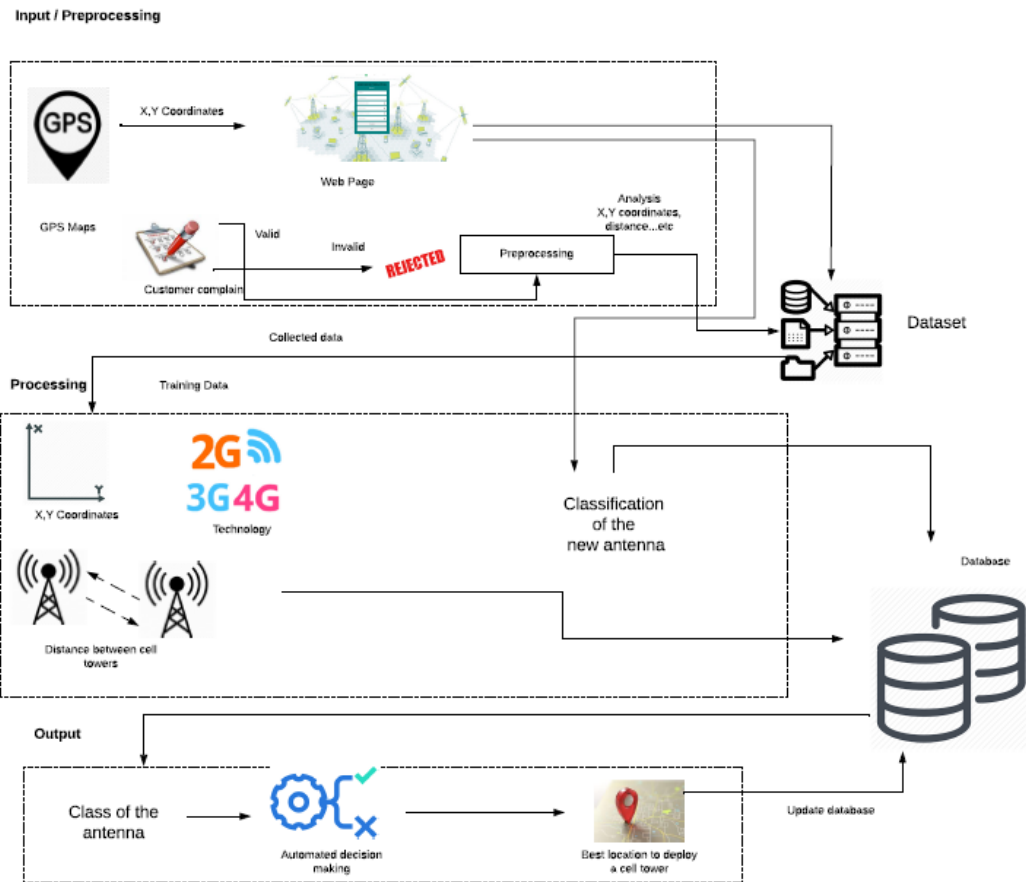 Input / Preprocessing
GPS
X,Y Coordinates
Web Page
GPS Maps
Valid
Invalid
REJECTED
Customer complain
Preprocessing
Analysis
X,Y coordinates,
distance...etc
Dataset
Collected data
Processing
Training Data
X
Y
X,Y Coordinates
2G
3G4G
Technology
Classification
of the
new antenna
Distance between cell
towers
Database
Output
Class of the
antenna
Automated decision
making
Best location to deploy
a cell tower
Update database